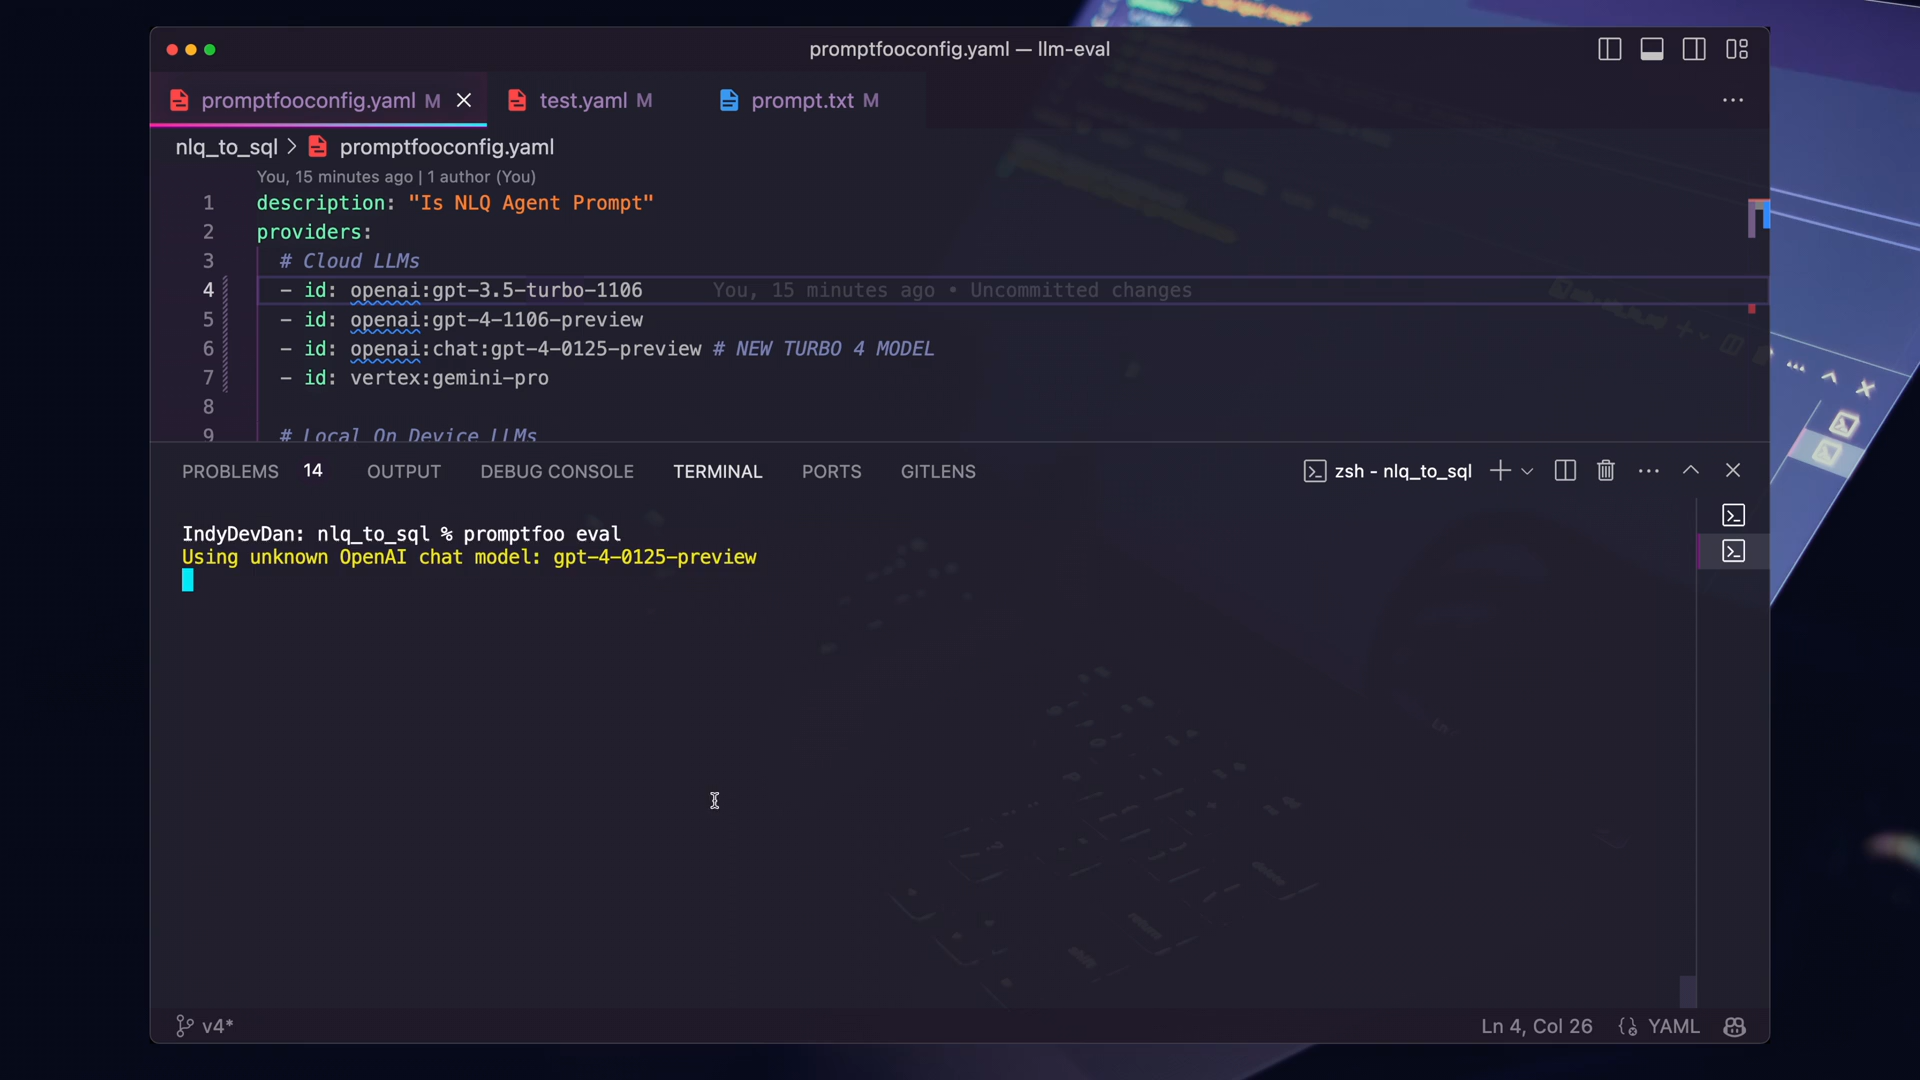 promptfooconfig.yaml — llm-eval
promptfooconfig.yaml M
test.yaml M
prompt.txt M
nlq_to_sql > promptfooconfig.yaml
You, 15 minutes ago | 1 author (You)
1 description: "Is NLQ Agent Prompt"
2 providers:
3 # Cloud LLMs
4 - id: openai:gpt-3.5-turbo-1106 You, 15 minutes ago • Uncommitted changes
5 - id: openai:gpt-4-1106-preview
6 - id: openai:chat:gpt-4-0125-preview # NEW TURBO 4 MODEL
7 - id: vertex:gemini-pro
8
9 # Local On Device LLMs
PROBLEMS 14 OUTPUT DEBUG CONSOLE TERMINAL PORTS GITLENS zsh - nlq_to_sql
IndyDevDan: nlq_to_sql % promptfoo eval
Using unknown OpenAI chat model: gpt-4-0125-preview
v4* Ln 4, Col 26 YAML